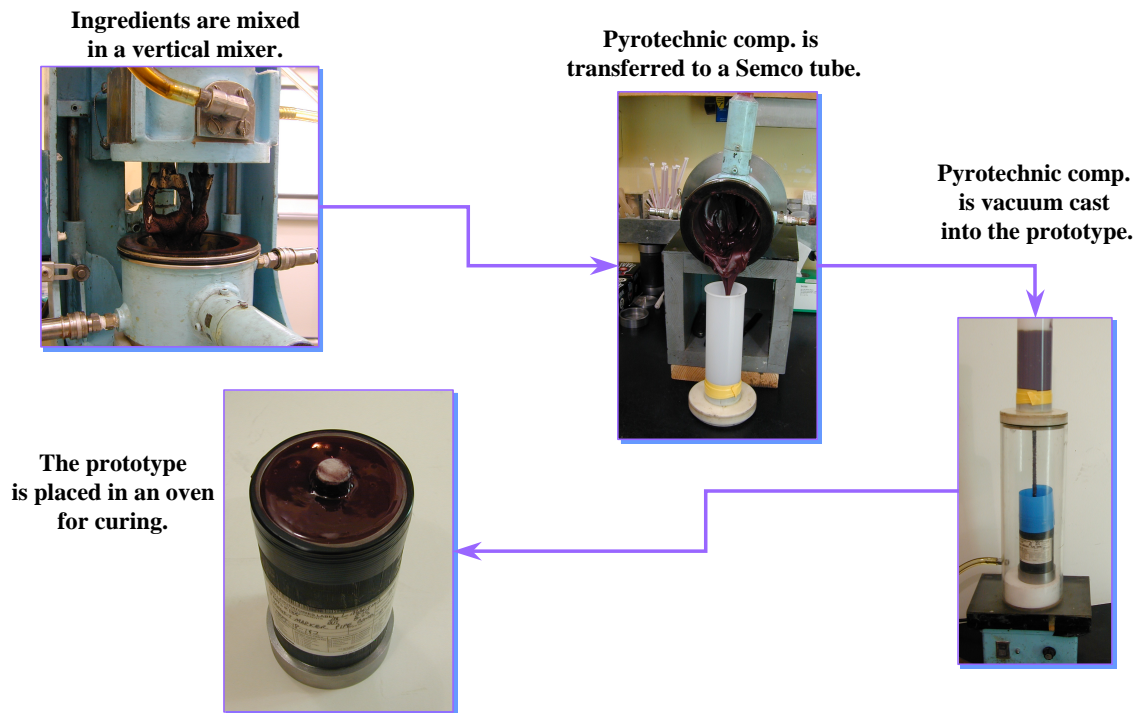 Ingredients are mixed
in a vertical mixer.
Pyrotechnic comp. is
transferred to a Semco tube.
Pyrotechnic comp.
is vacuum cast
into the prototype.
The prototype
is placed in an oven
for curing.